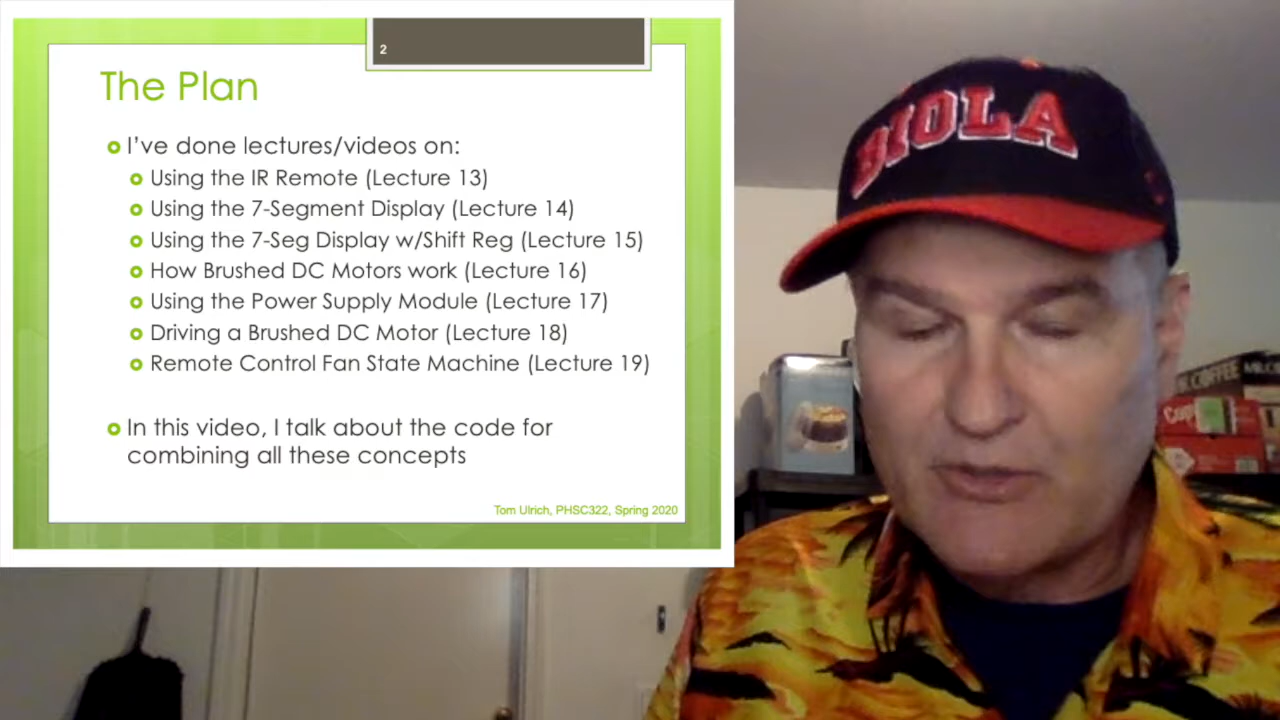 2
The Plan
I've done lectures/videos on:
Using the IR Remote (Lecture 13)
Using the 7-Segment Display (Lecture 14)
Using the 7-Seg Display w/Shift Reg (Lecture 15)
How Brushed DC Motors work (Lecture 16)
Using the Power Supply Module (Lecture 17)
Driving a Brushed DC Motor (Lecture 18)
Remote Control Fan State Machine (Lecture 19)
In this video, I talk about the code for
combining all these concepts
Tom Ulrich, PHSC322, Spring 2020
BIOLA
COFFEE